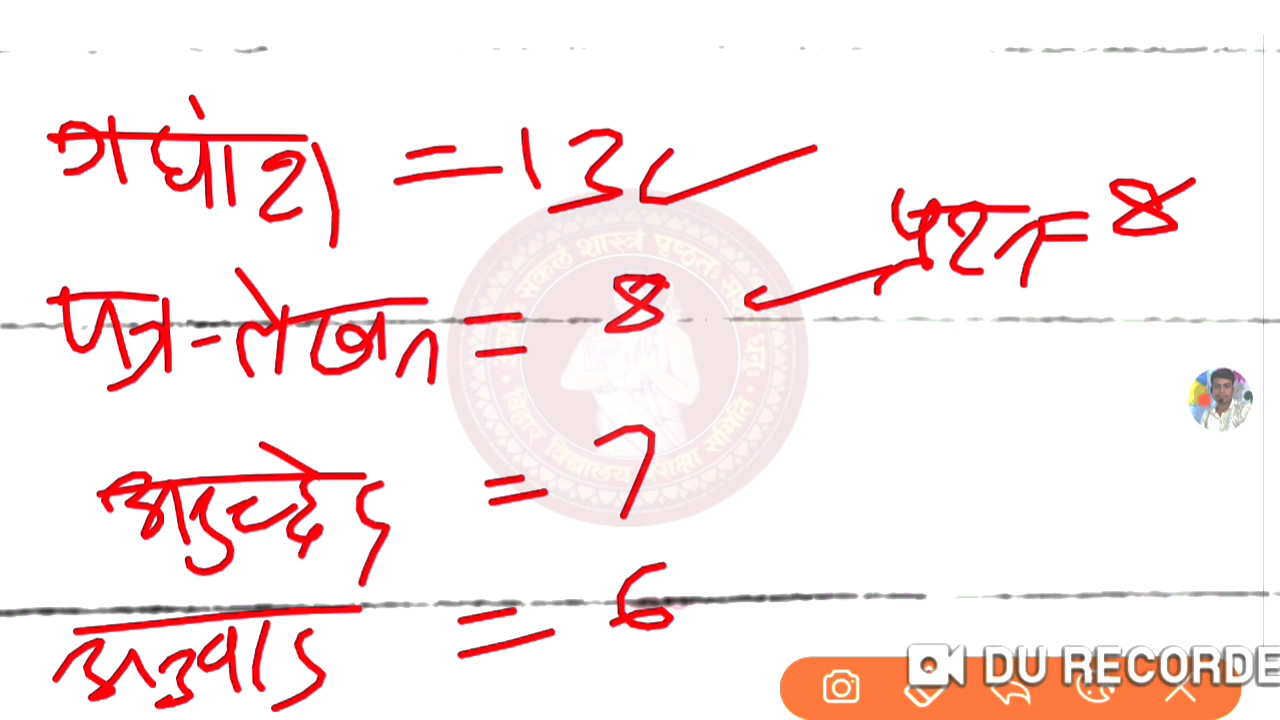 गद्यांश = 13
प्रश्न = 8
पत्र-लेखन = 8
अनुच्छेद = 7
अनुवाद = 6
DU RECORDE